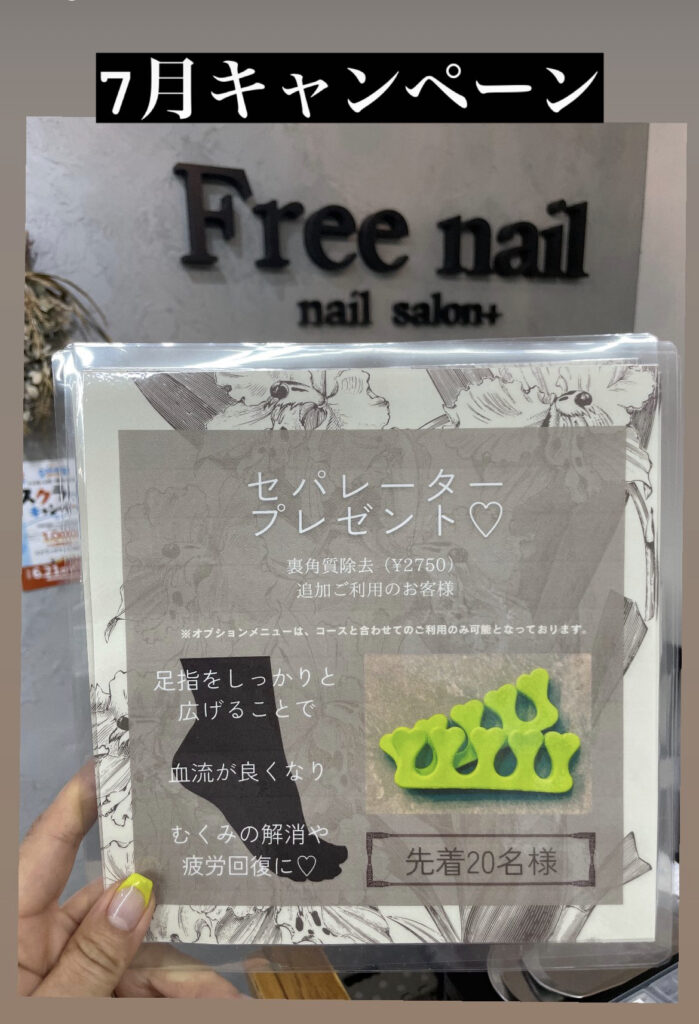 7月キャンペーン
Free nail
nail salon+
セパレーター
プレゼント♡
裏角質除去（¥2750）
追加ご利用のお客様
※オプションメニューは、コースと合わせてのご利用のみ可能となっております。
足指をしっかりと
広げることで
血流が良くなり
むくみの解消や
疲労回復に♡
先着20名様